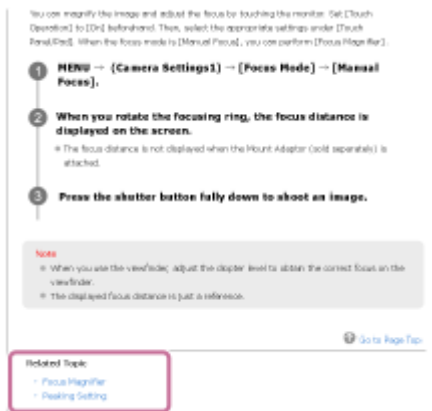 You can magnify the image and adjust the focus by touching the monitor. Set [Touch
Operation] to [On] beforehand. Then, select the appropriate settings under [Touch
Panel/Pad]. When the focus mode is [Manual Focus], you can perform [Focus Magnifier].
1 MENU → (Camera Settings1) → [Focus Mode] → [Manual
Focus].
2 When you rotate the focusing ring, the focus distance is
displayed on the screen.
The focus distance is not displayed when the Mount Adaptor (sold separately) is
attached.
3 Press the shutter button fully down to shoot an image.
Note
When you use the viewfinder, adjust the diopter level to obtain the correct focus on the
viewfinder.
The displayed focus distance is just a reference.
Go to Page Top
Related Topic
Focus Magnifier
Peaking Setting